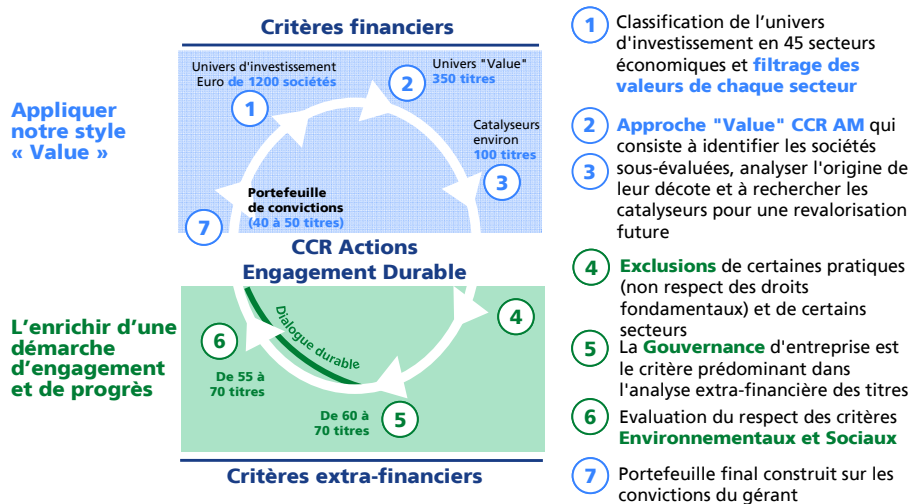 Critères financiers
Appliquer
notre style
« Value »
Univers d'investissement
Euro de 1200 sociétés
1
2
Univers "Value"
350 titres
Catalyseurs
environ
100 titres
3
Portefeuille
de convictions
(40 à 50 titres)
7
CCR Actions
Engagement Durable
L’enrichir d’une
démarche
d’engagement
et de progrès
4
Dialogue durable
6
De 55 à
70 titres
De 60 à
70 titres
5
Critères extra-financiers
1
Classification de l’univers
d'investissement en 45 secteurs
économiques et filtrage des
valeurs de chaque secteur
2
Approche "Value" CCR AM qui
consiste à identifier les sociétés
3
sous-évaluées, analyser l'origine de
leur décote et à rechercher les
catalyseurs pour une revalorisation
future
4
Exclusions de certaines pratiques
(non respect des droits
fondamentaux) et de certains
secteurs
5
La Gouvernance d'entreprise est
le critère prédominant dans
l'analyse extra-financière des titres
6
Evaluation du respect des critères
Environnementaux et Sociaux
7
Portefeuille final construit sur les
convictions du gérant